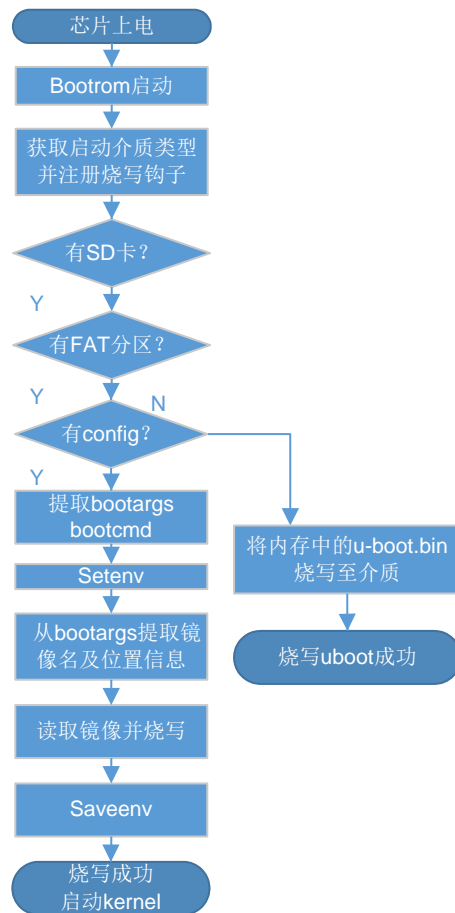 芯片上电
Bootrom启动
获取启动介质类型
并注册烧写钩子
有SD卡？
Y
有FAT分区？
Y
N
有config？
Y
提取bootargs
bootcmd
将内存中的u-boot.bin
烧写至介质
Setenv
从bootargs提取镜
像名及位置信息
烧写uboot成功
读取镜像并烧写
Saveenv
烧写成功
启动kernel